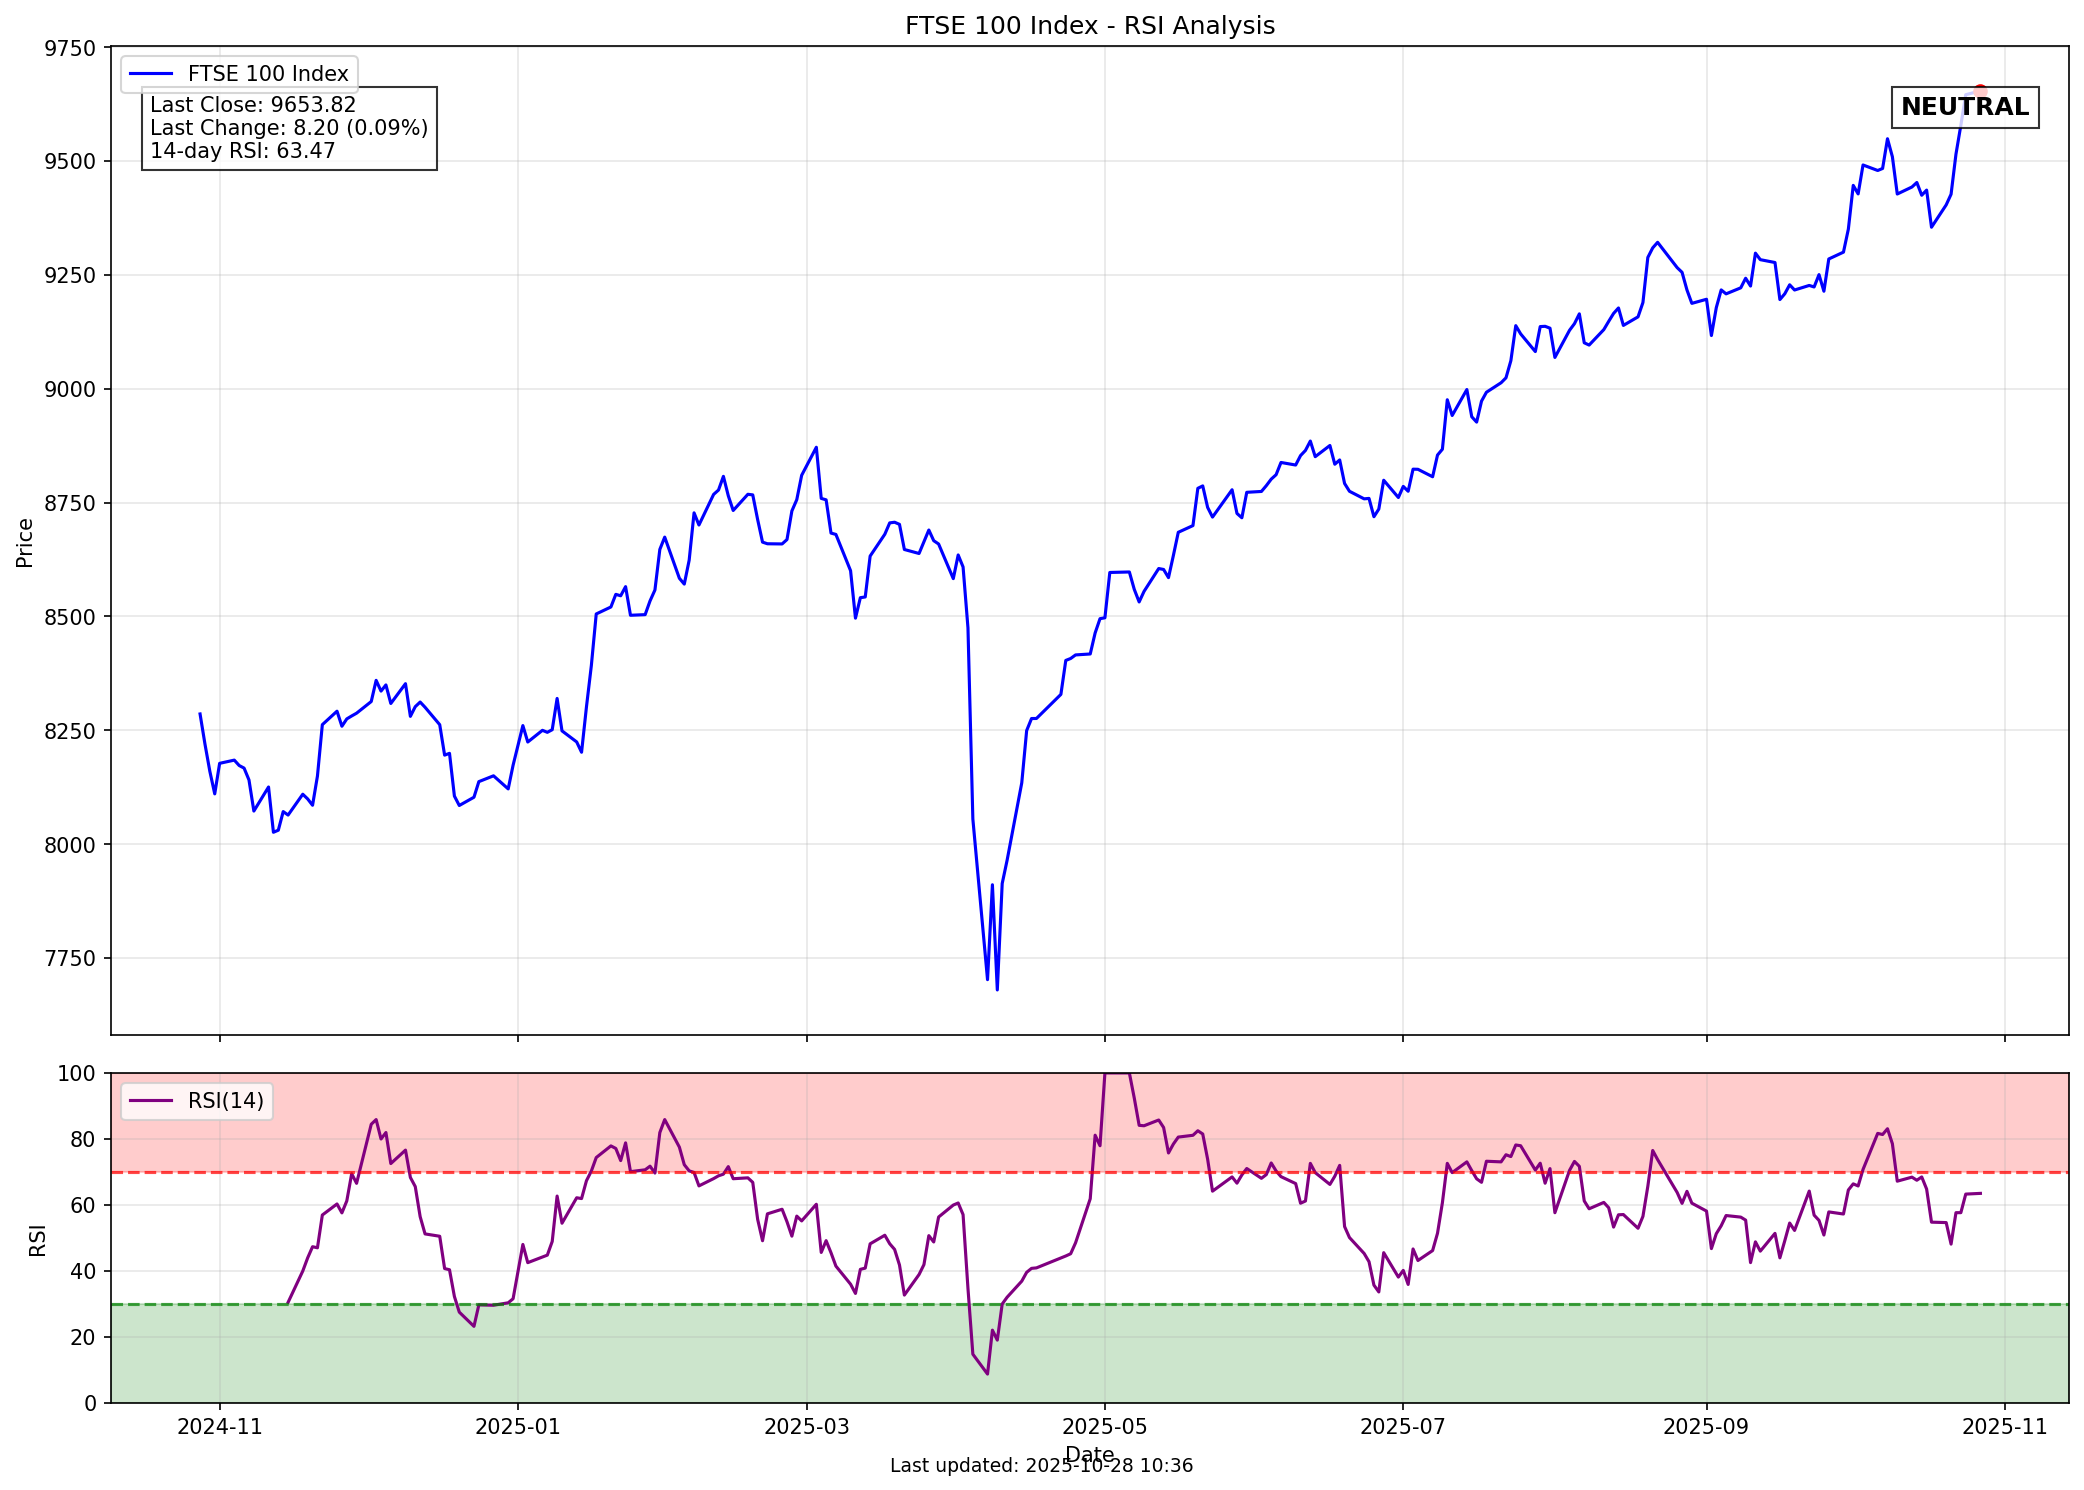 FTSE 100 Index - RSI Analysis
FTSE 100 Index
Last Close: 9653.82
Last Change: 8.20 (0.09%)
14-day RSI: 63.47
NEUTRAL
Price
9750
9500
9250
9000
8750
8500
8250
8000
7750
RSI(14)
RSI
100
80
60
40
20
0
2024-11 2025-01 2025-03 2025-05 2025-07 2025-09 2025-11
Date
Last updated: 2025-10-28 10:36